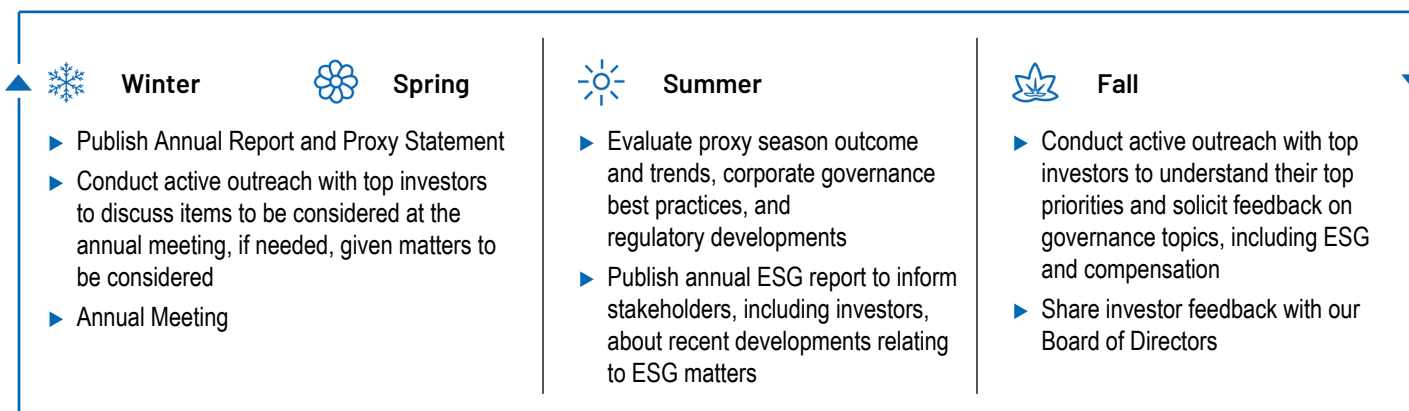 Winter Spring
▶ Publish Annual Report and Proxy Statement
▶ Conduct active outreach with top investors
to discuss items to be considered at the
annual meeting, if needed, given matters to
be considered
▶ Annual Meeting
Summer
▶ Evaluate proxy season outcome
and trends, corporate governance
best practices, and
regulatory developments
▶ Publish annual ESG report to inform
stakeholders, including investors,
about recent developments relating
to ESG matters
Fall
▶ Conduct active outreach with top
investors to understand their top
priorities and solicit feedback on
governance topics, including ESG
and compensation
▶ Share investor feedback with our
Board of Directors